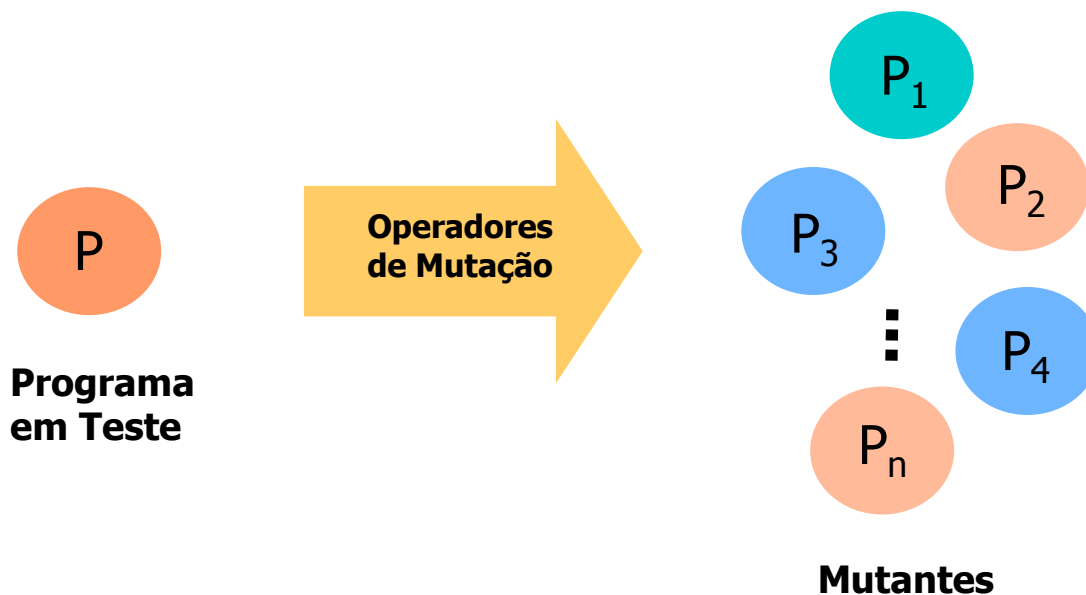 P
Programa
em Teste
Operadores
de Mutação
P₁
P₂
P₃
P₄
Pₙ
Mutantes